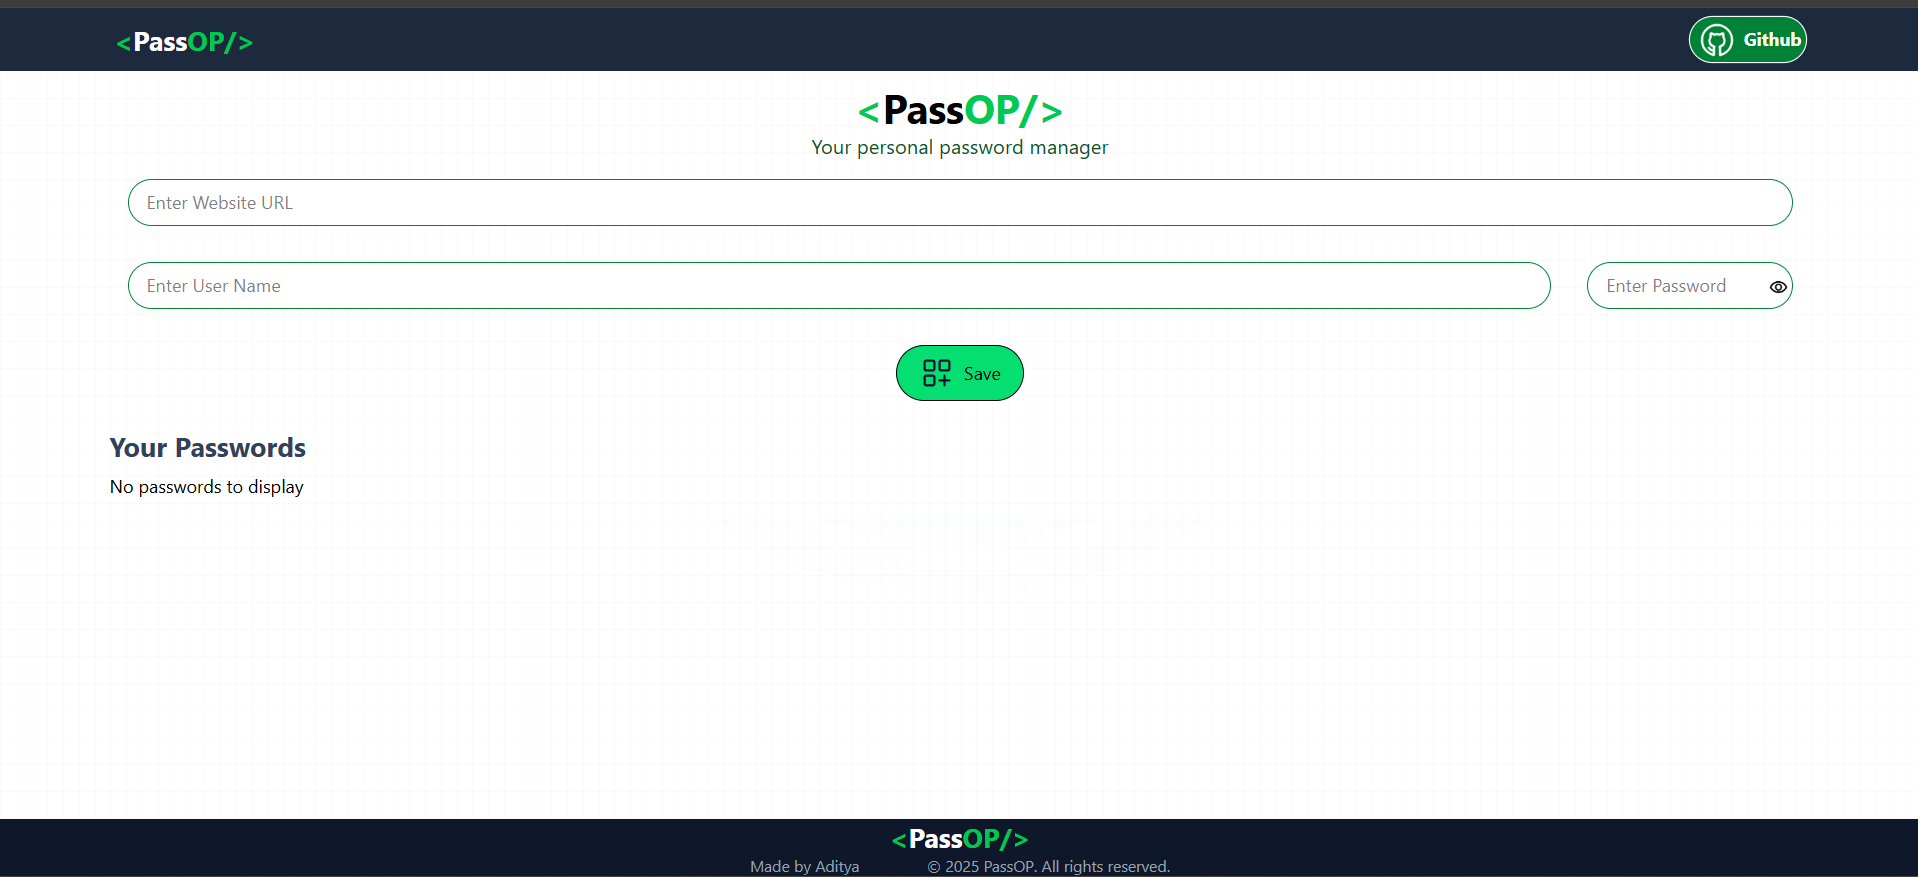 <PassOP/>
Github
<PassOP/>
Your personal password manager
Enter Website URL
Enter User Name
Enter Password
Save
Your Passwords
No passwords to display
<PassOP/>
Made by Aditya
© 2025 PassOP. All rights reserved.